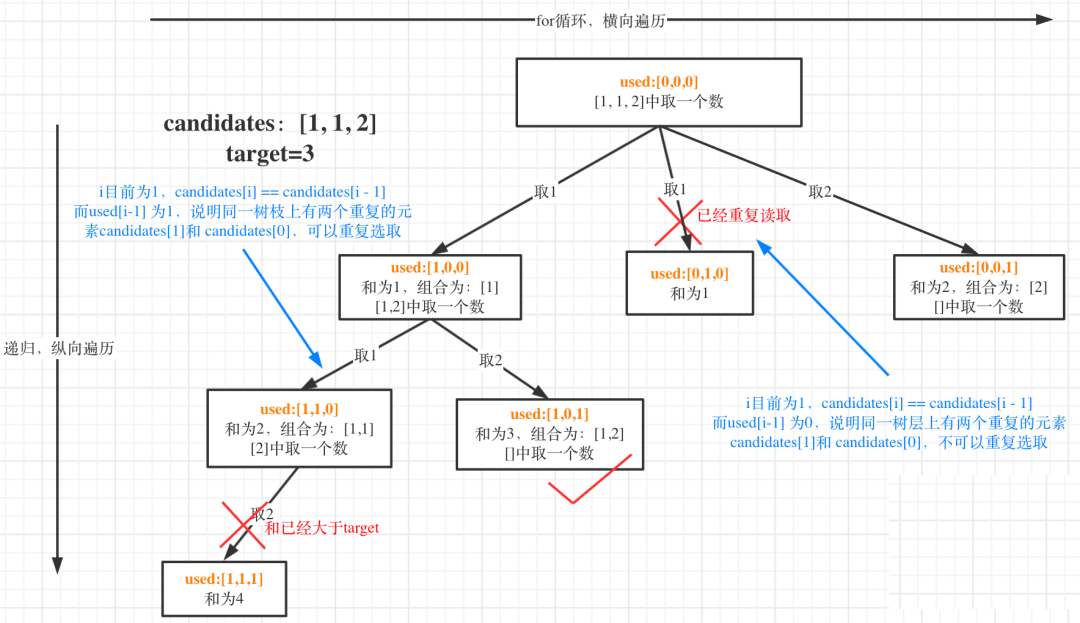 for循环，横向遍历
used:[0,0,0]
[1, 1, 2]中取一个数
candidates：[1, 1, 2]
target=3
i目前为1，candidates[i] == candidates[i - 1]
而used[i-1] 为1，说明同一树枝上有两个重复的元
素candidates[1]和 candidates[0]，可以重复选取
取1
取1
取2
已经重复读取
used:[1,0,0]
和为1，组合为：[1]
[1,2]中取一个数
used:[0,1,0]
和为1
used:[0,0,1]
和为2，组合为：[2]
[]中取一个数
递归，纵向遍历
取1
取2
used:[1,1,0]
和为2，组合为：[1,1]
[2]中取一个数
used:[1,0,1]
和为3，组合为：[1,2]
[]中取一个数
i目前为1，candidates[i] == candidates[i - 1]
而used[i-1] 为0，说明同一树层上有两个重复的元素
candidates[1]和 candidates[0]，不可以重复选取
取2
和已经大于target
used:[1,1,1]
和为4